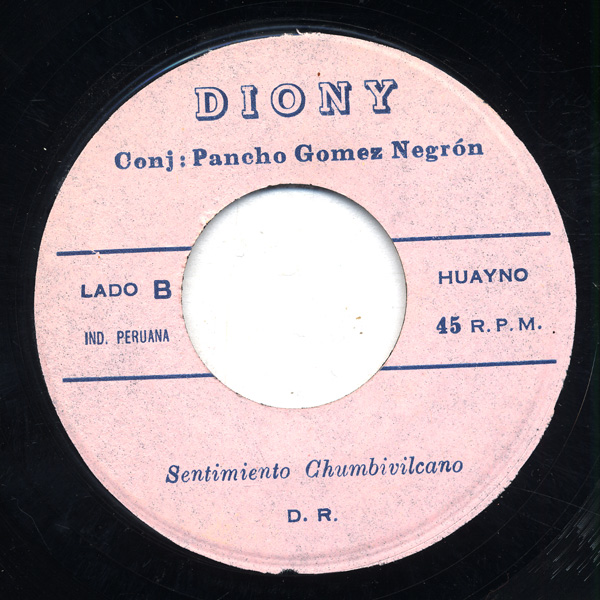 DIONY
Conj: Pancho Gomez Negrón
LADO B
HUAYNO
IND. PERUANA
45 R.P.M.
Sentimiento Chumbivilcano
D. R.